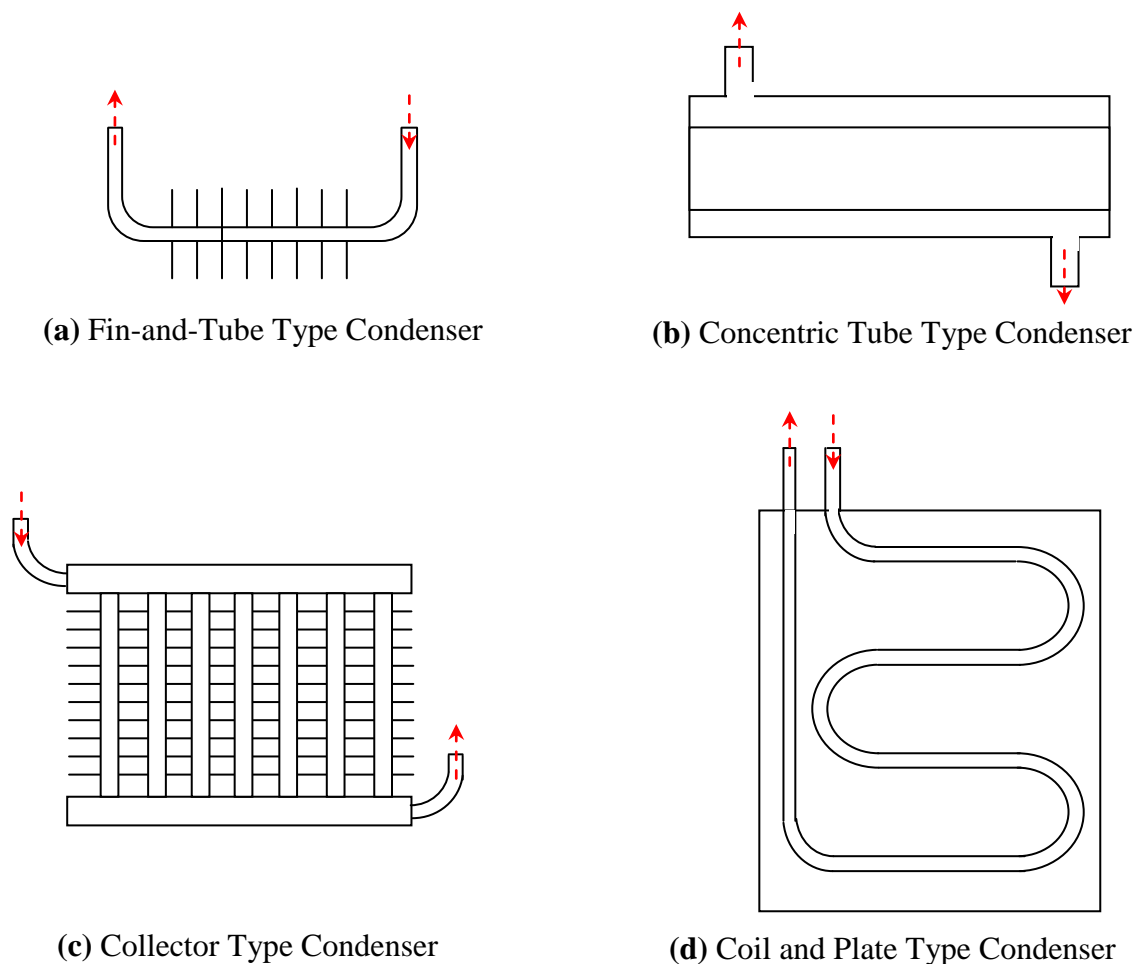 (a) Fin-and-Tube Type Condenser
(b) Concentric Tube Type Condenser
(c) Collector Type Condenser
(d) Coil and Plate Type Condenser